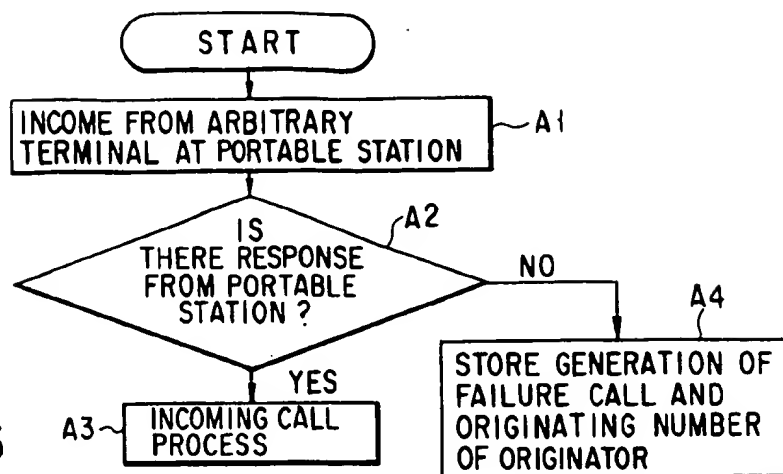 START
INCOME FROM ARBITRARY
TERMINAL AT PORTABLE STATION
A1
IS
THERE RESPONSE
FROM PORTABLE
STATION ?
A2
NO
YES
A3
INCOMING CALL
PROCESS
A4
STORE GENERATION OF
FAILURE CALL AND
ORIGINATING NUMBER
OF ORIGINATOR